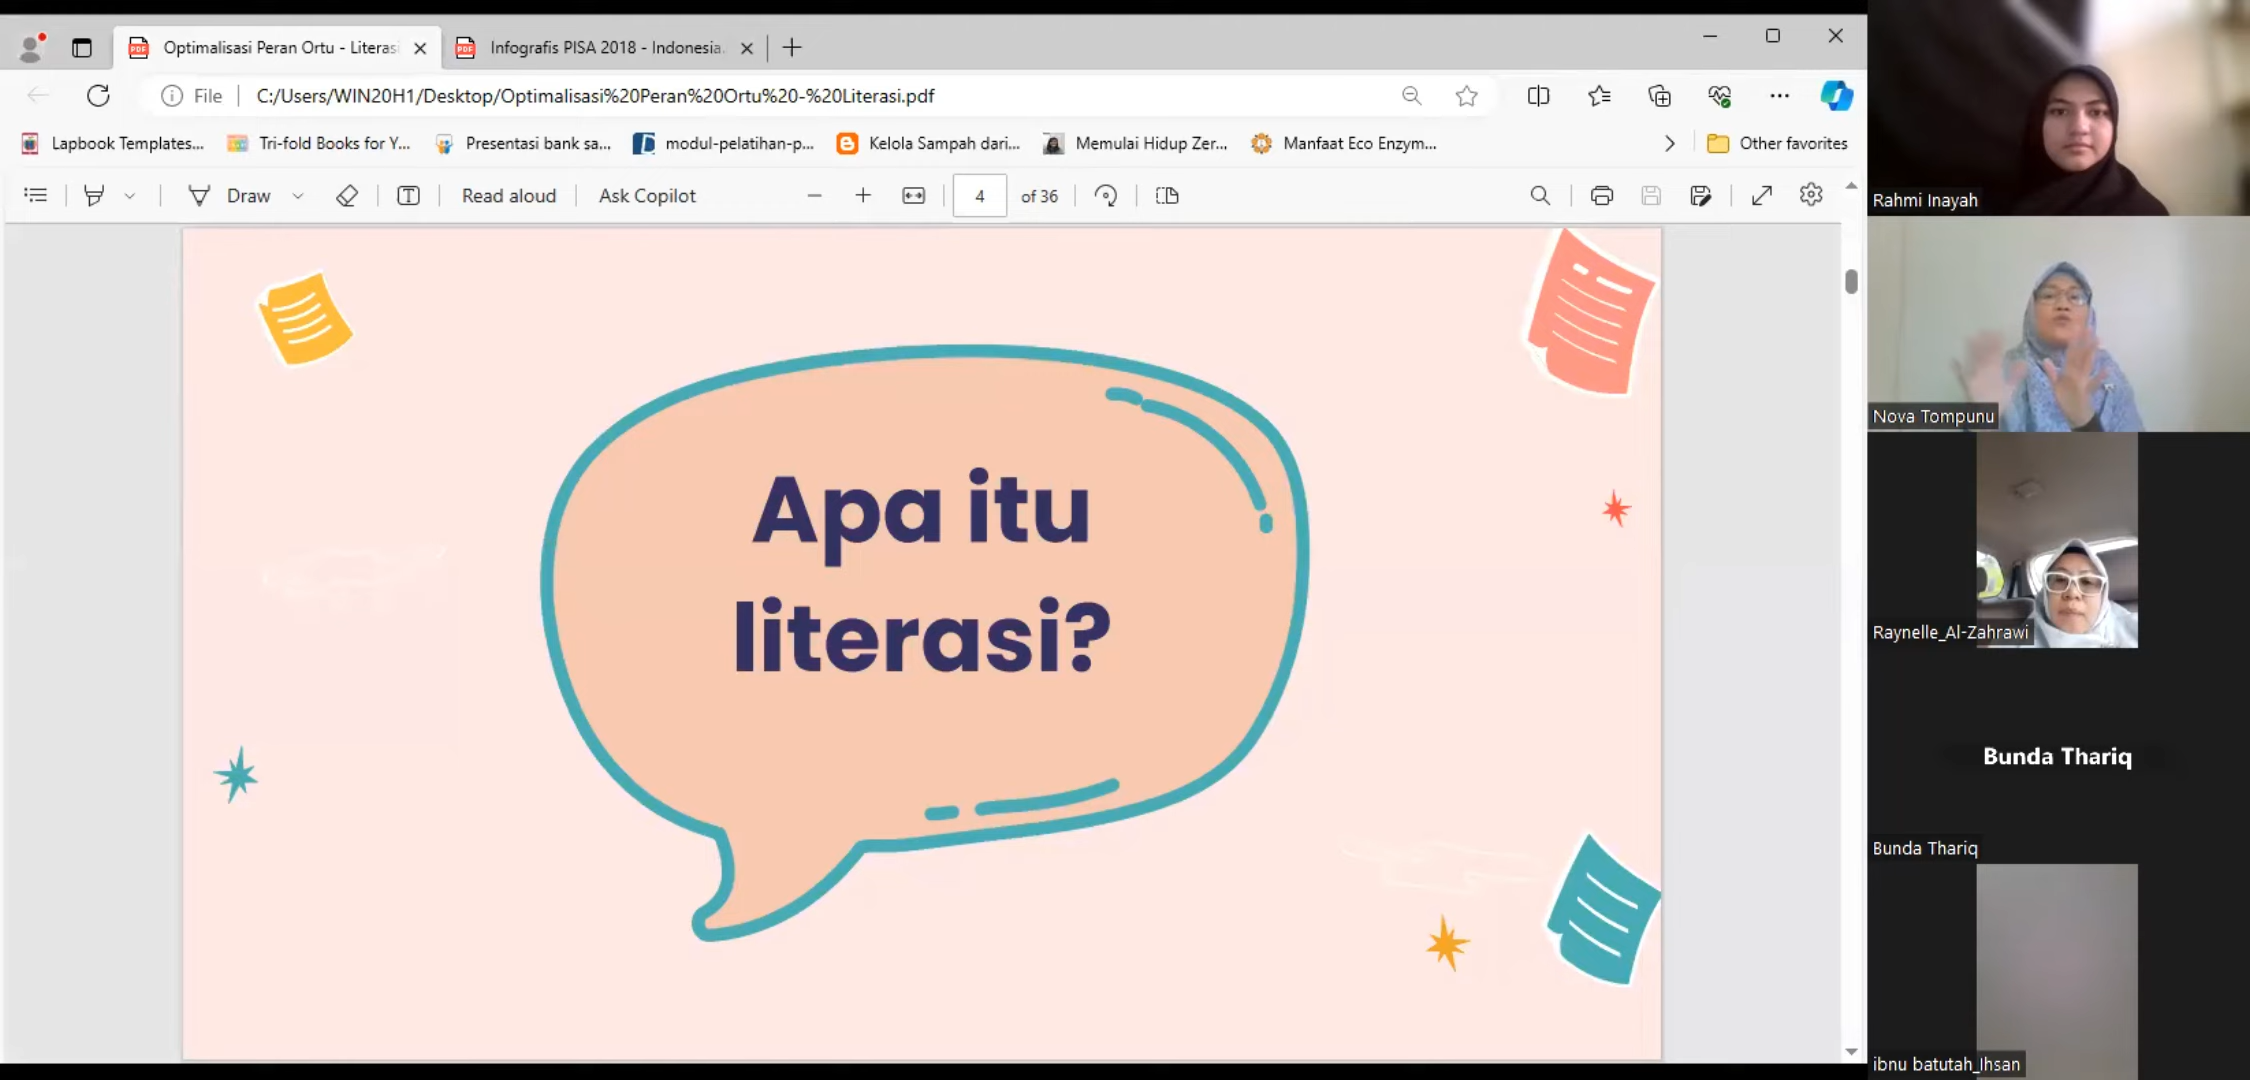 Optimalisasi Peran Ortu - Literasi
Infografis PISA 2018 - Indonesia.
File
C:/Users/WIN20H1/Desktop/Optimalisasi%20Peran%20Ortu%20-%20Literasi.pdf
Lapbook Templates...
Tri-fold Books for Y...
Presentasi bank sa...
modul-pelatihan-p...
Kelola Sampah dari...
Memulai Hidup Zer...
Manfaat Eco Enzym...
Other favorites
Draw
Read aloud
Ask Copilot
4 of 36
Apa itu
literasi?
Rahmi Inayah
Nova Tompunu
Raynelle_Al-Zahrawi
Bunda Thariq
Bunda Thariq
ibnu batutah_Ihsan